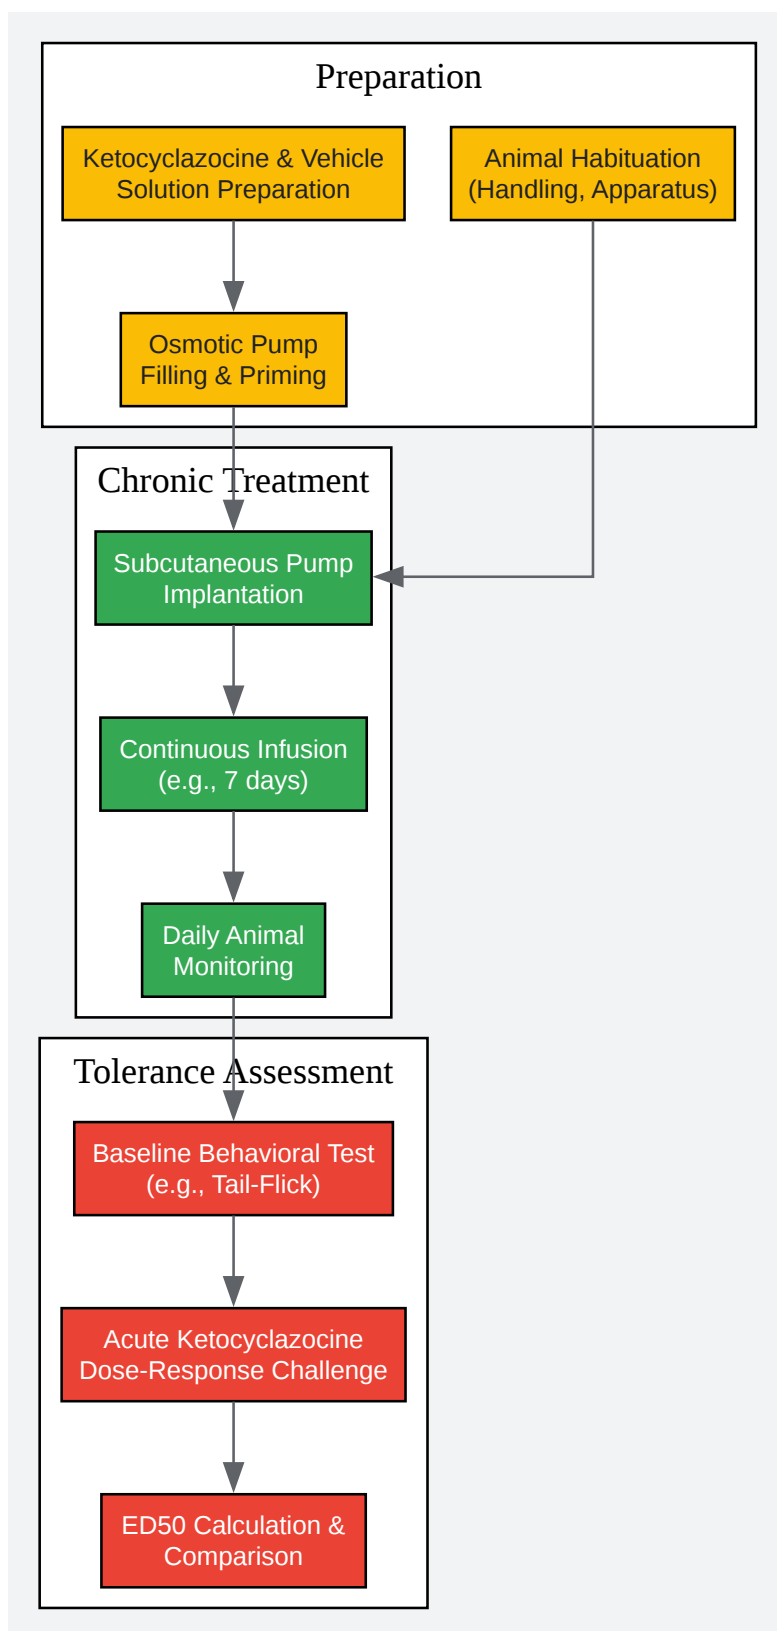 Preparation
Ketocyclazocine & Vehicle
Solution Preparation
Animal Habituation
(Handling, Apparatus)
Osmotic Pump
Filling & Priming
Chronic Treatment
Subcutaneous Pump
Implantation
Continuous Infusion
(e.g., 7 days)
Daily Animal
Monitoring
Tolerance Assessment
Baseline Behavioral Test
(e.g., Tail-Flick)
Acute Ketocyclazocine
Dose-Response Challenge
ED50 Calculation &
Comparison